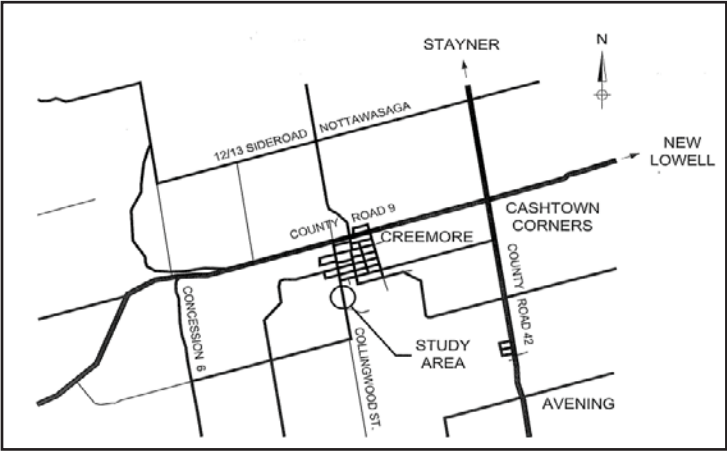 STAYNER
N
12/13 SIDEROAD NOTTAWASAGA
NEW
LOWELL
COUNTY ROAD 9
CASHTOWN
CORNERS
CREEMORE
COUNTY ROAD 42
CONCESSION 6
STUDY
AREA
COLLINGWOOD ST.
AVENING